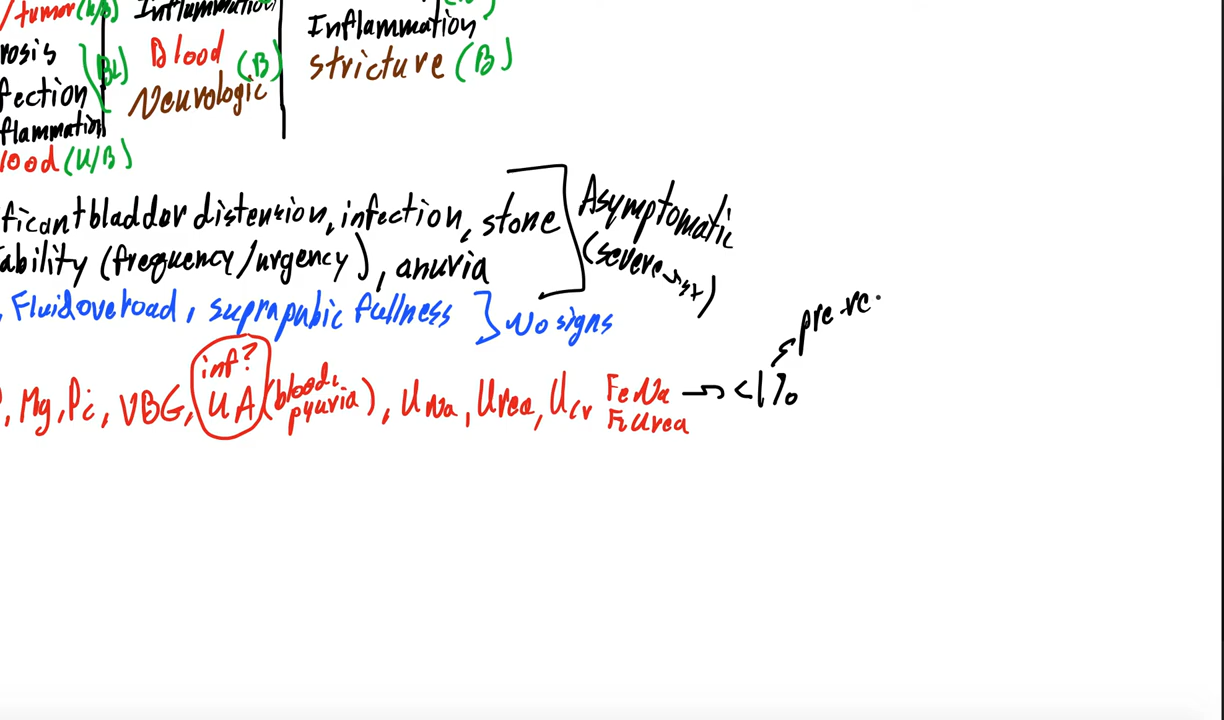 /tumor(u/B)
rosis
fection
flammation
(BL)
lood (U/B)
Inflammation
Blood (B)
Neurologic
Inflammation
stricture (B)
ficant bladder distension, infection, stone
ability (frequency/urgency), anuria
Asymptomatic
(severe
, Fluid overoad, suprapubic fullness
No signs
inf?
, Mg, Pi, VBG, UA (blood,
pyuria), UNa, Urea, UCr
FeNa → <1%
FeUrea
pre-re